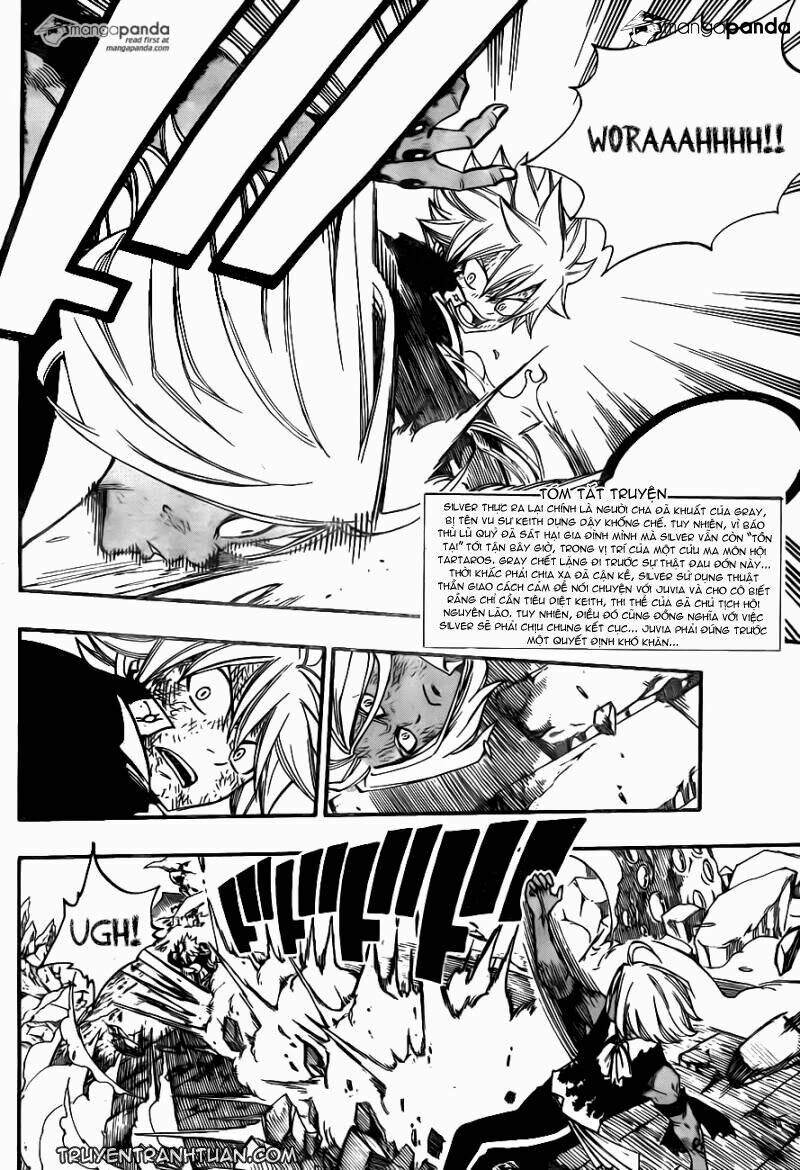 mangapanda
read first at
mangapanda.com
mangapanda
WORAAAHHHH!!
TÓM TẮT TRUYỆN
SILVER THỰC RA LẠI CHÍNH LÀ NGƯỜI CHA ĐÃ KHUẤT CỦA GRAY,
BỊ TÊN VU SƯ KEITH DỰNG DẬY KHỐNG CHẾ. TUY NHIÊN, VÌ BÁO
THÙ LŨ QUỶ ĐÃ SÁT HẠI GIA ĐÌNH MÌNH MÀ SILVER VẪN CÒN "TỒN
TẠI" TỚI TẬN BÂY GIỜ, TRONG VỊ TRÍ CỦA MỘT CỬU MA MÔN HỘI
TARTAROS. GRAY CHẾT LẶNG ĐI TRƯỚC SỰ THẬT ĐAU ĐỚN NÀY...
THỜI KHẮC PHẢI CHIA XA ĐÃ CẬN KỀ, SILVER SỬ DỤNG THUẬT
THẦN GIAO CÁCH CẢM ĐỂ NÓI CHUYỆN VỚI JUVIA VÀ CHO CÔ BIẾT
RẰNG CHỈ CẦN TIÊU DIỆT KEITH, THI THỂ CỦA GÃ CHỦ TỊCH HỘI
NGUYÊN LÃO. TUY NHIÊN, VIỆC ĐIỀU ĐÓ CŨNG ĐỒNG NGHĨA VỚI VIỆC
SILVER SẼ PHẢI CHỊU CHUNG KẾT CỤC... JUVIA PHẢI ĐỨNG TRƯỚC
MỘT QUYẾT ĐỊNH KHÓ KHĂN...
UGH!
ドドドドド
TRUYENTRANHTUAN.COM